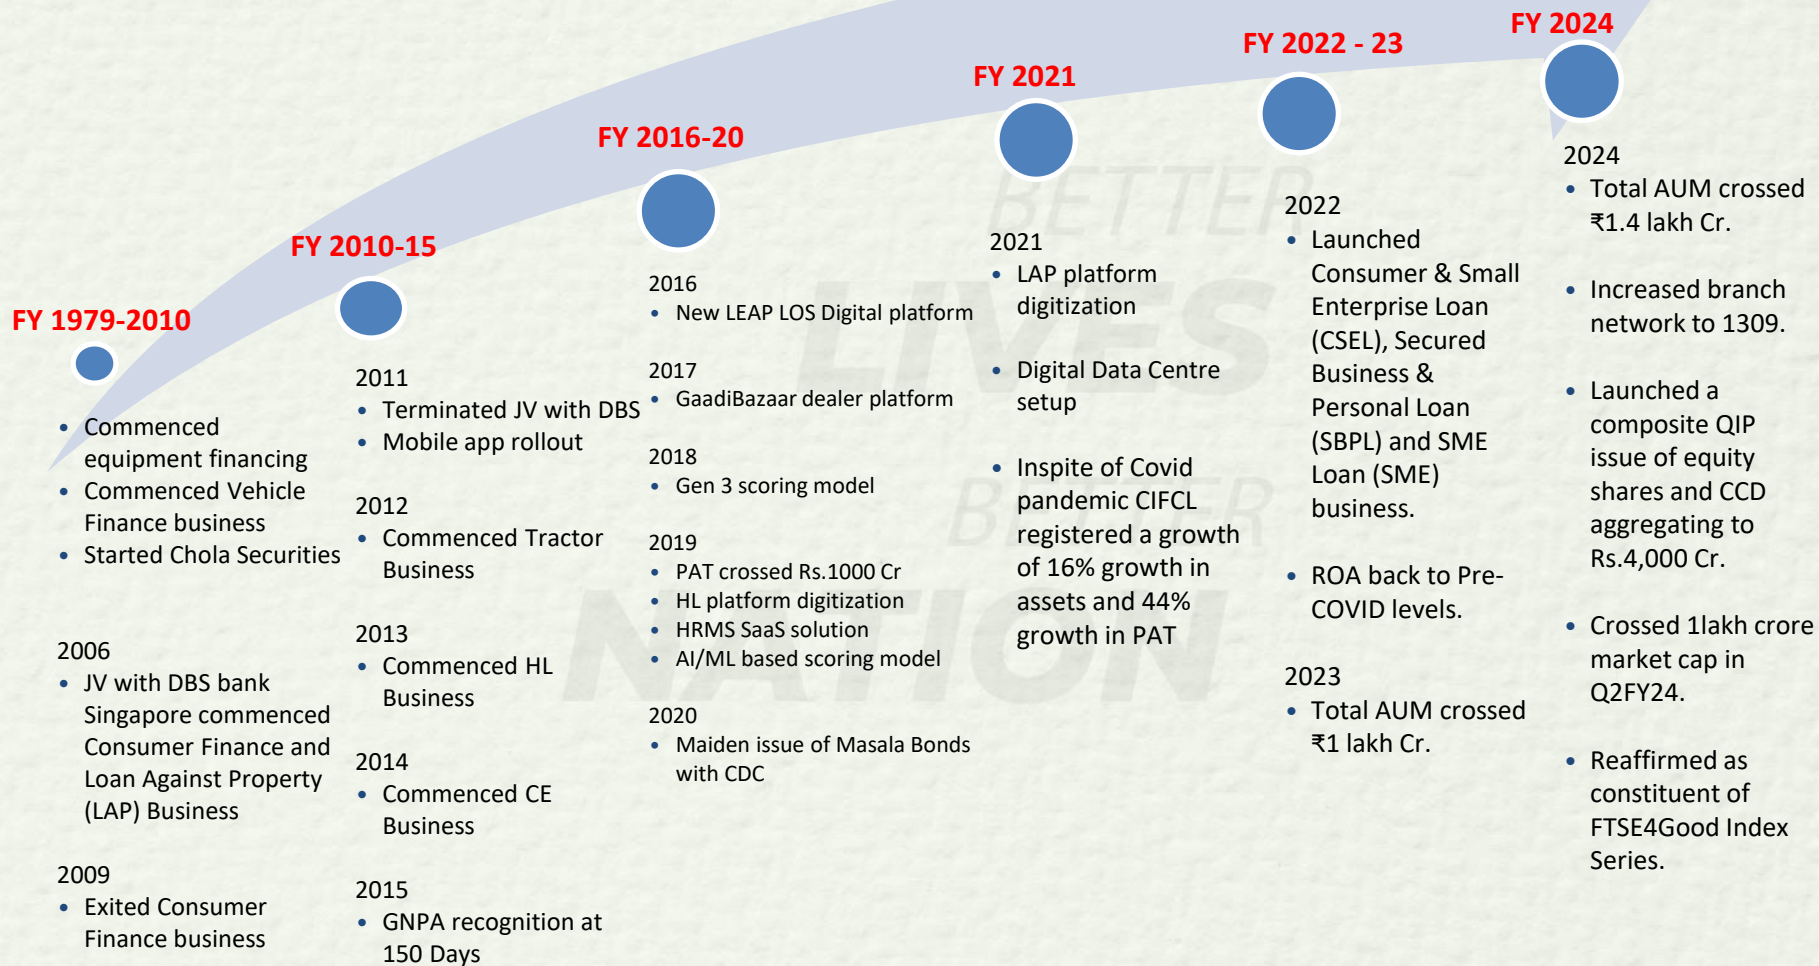 FY 1979-2010
• Commenced
equipment financing
• Commenced Vehicle
Finance business
• Started Chola Securities
2006
• JV with DBS bank
Singapore commenced
Consumer Finance and
Loan Against Property
(LAP) Business
2009
• Exited Consumer
Finance business
FY 2010-15
2011
• Terminated JV with DBS
• Mobile app rollout
2012
• Commenced Tractor
Business
2013
• Commenced HL
Business
2014
• Commenced CE
Business
2015
• GNPA recognition at
150 Days
FY 2016-20
2016
• New LEAP LOS Digital platform
2017
• GaadiBazaar dealer platform
2018
• Gen 3 scoring model
2019
• PAT crossed Rs.1000 Cr
• HL platform digitization
• HRMS SaaS solution
• AI/ML based scoring model
2020
• Maiden issue of Masala Bonds
with CDC
FY 2021
2021
• LAP platform
digitization
• Digital Data Centre
setup
• Inspite of Covid
pandemic CIFCL
registered a growth
of 16% growth in
assets and 44%
growth in PAT
FY 2022 - 23
2022
• Launched
Consumer & Small
Enterprise Loan
(CSEL), Secured
Business &
Personal Loan
(SBPL) and SME
Loan (SME)
business.
• ROA back to Pre-
COVID levels.
2023
• Total AUM crossed
₹1 lakh Cr.
FY 2024
2024
• Total AUM crossed
₹1.4 lakh Cr.
• Increased branch
network to 1309.
• Launched a
composite QIP
issue of equity
shares and CCD
aggregating to
Rs.4,000 Cr.
• Crossed 1lakh crore
market cap in
Q2FY24.
• Reaffirmed as
constituent of
FTSE4Good Index
Series.
BETTER
LIVES
BETTER
NATION